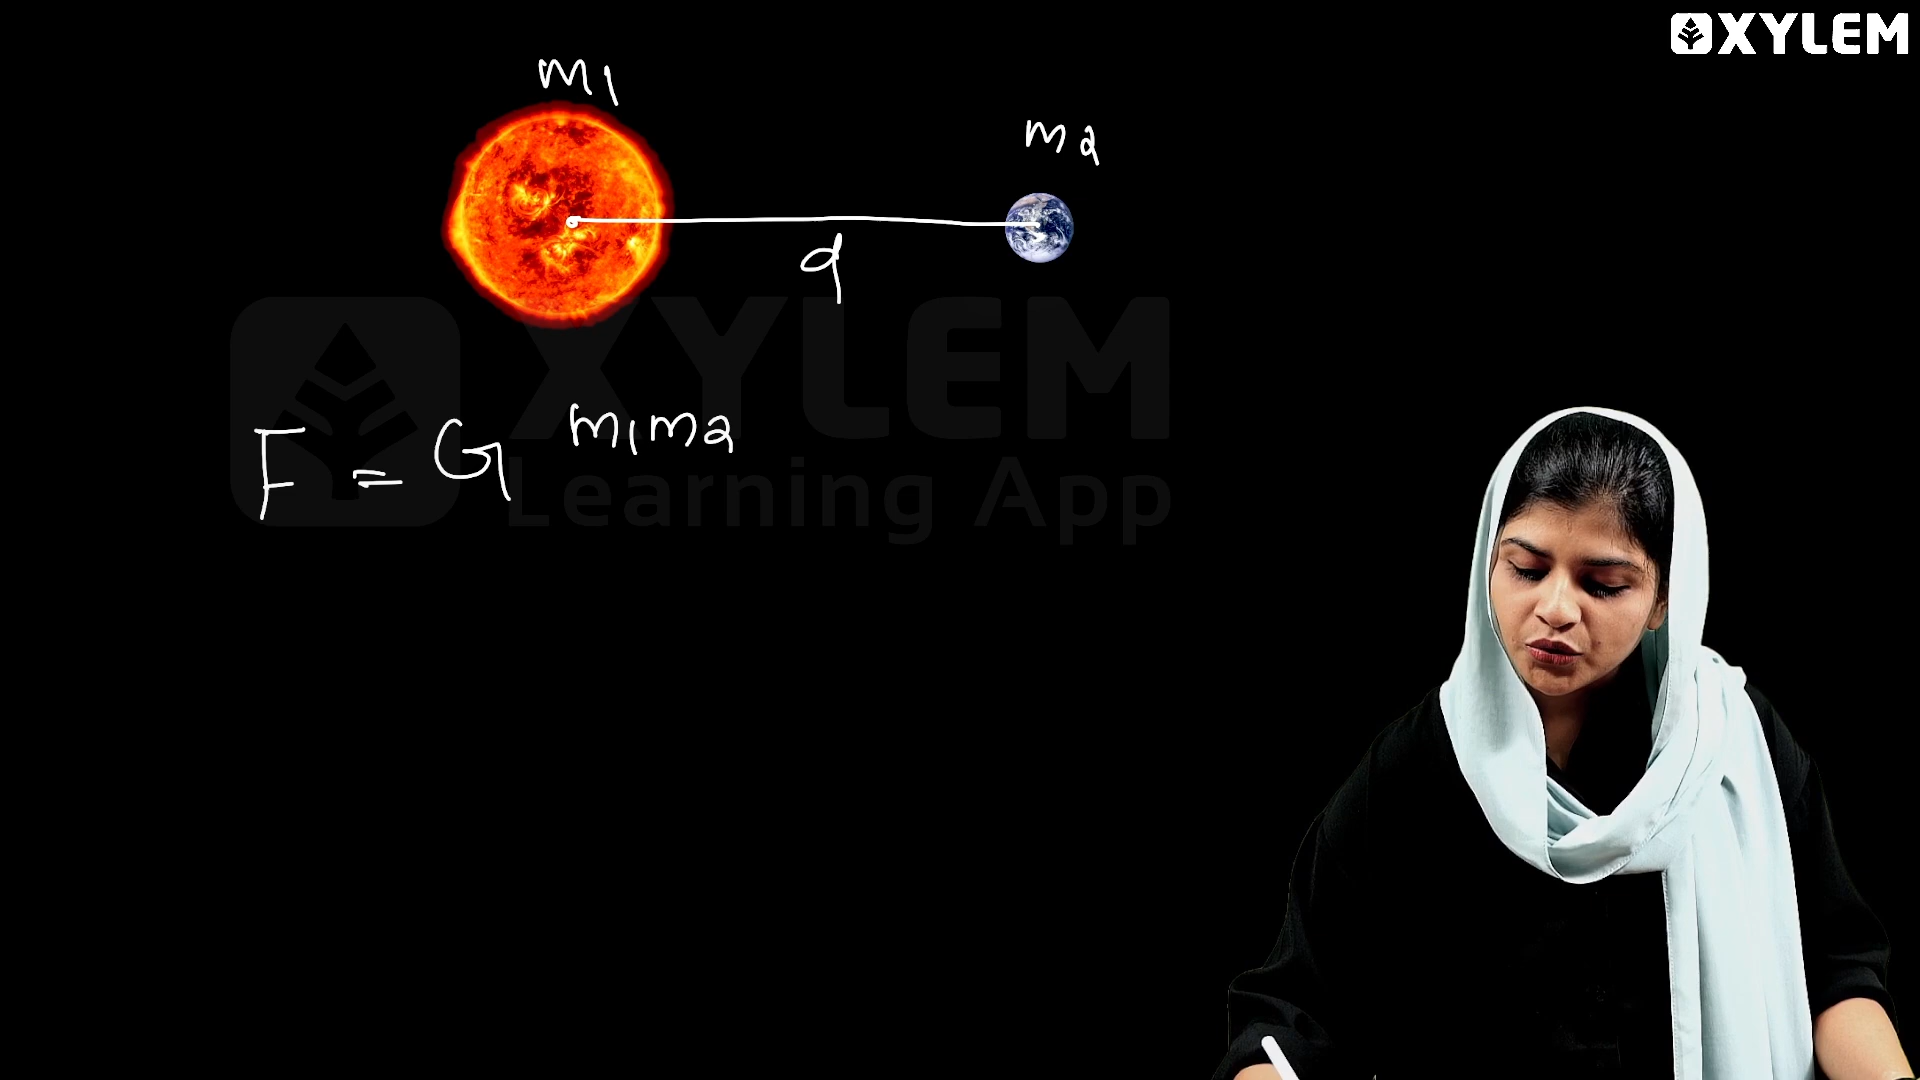 XYLEM
m1
m2
d
F = G m1m2
XYLEM
Learning App